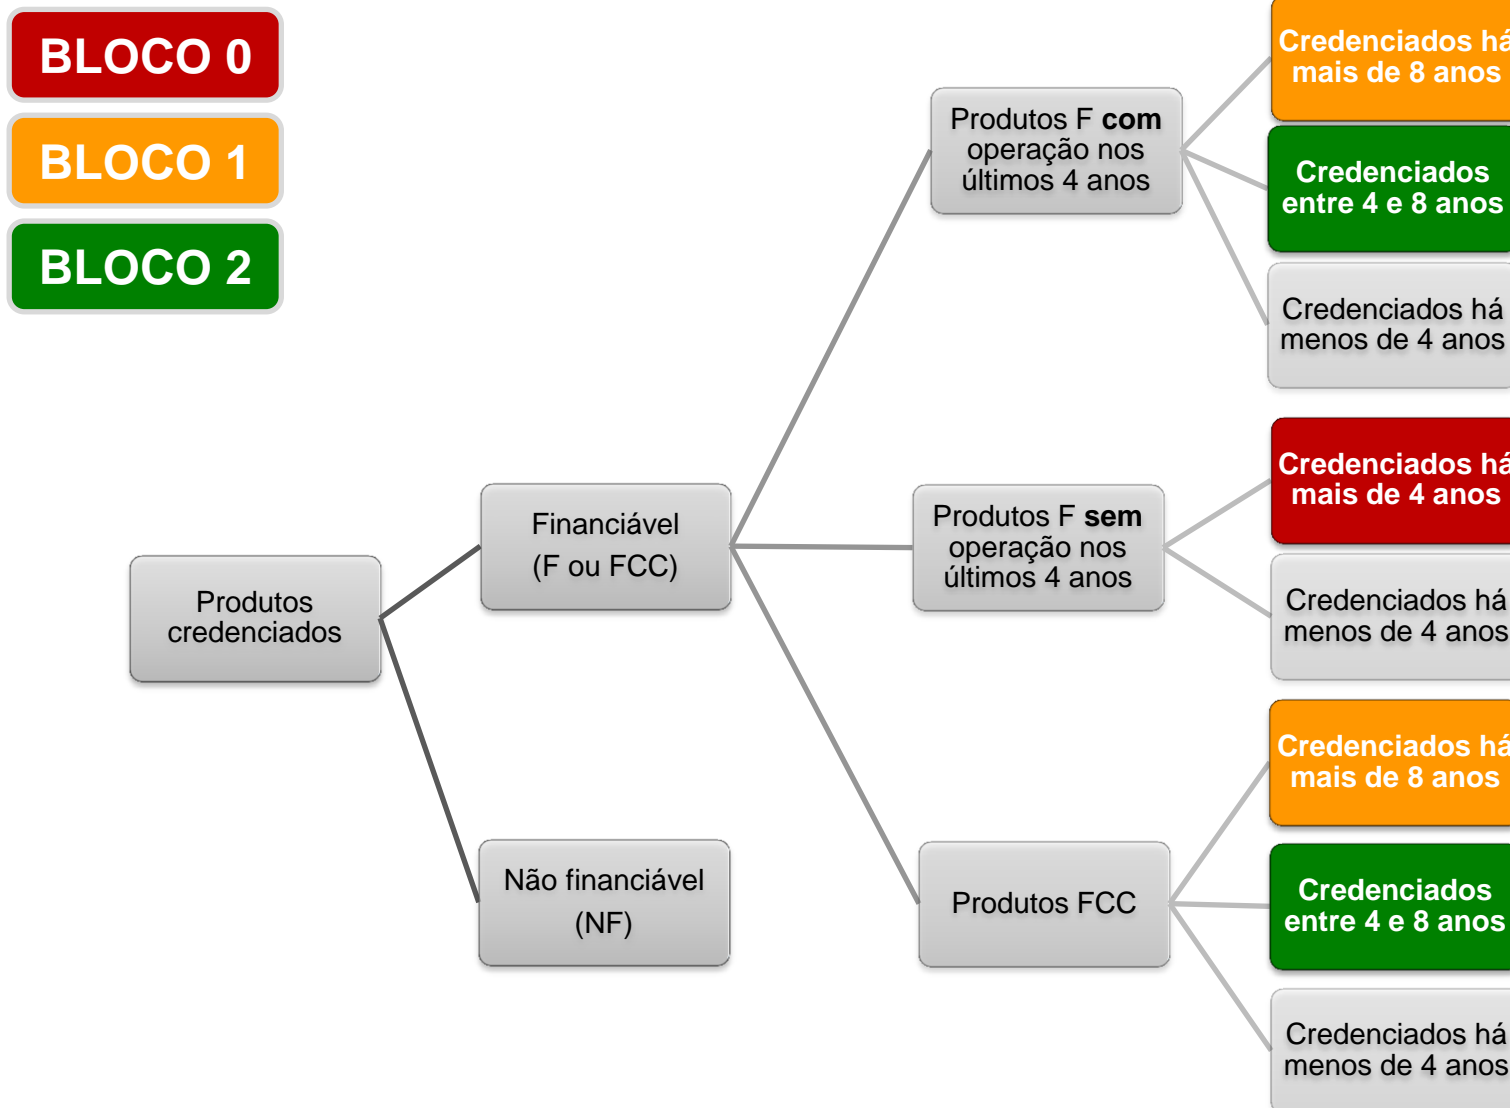 BLOCO 0
BLOCO 1
BLOCO 2
Produtos
credenciados
Financiável
(F ou FCC)
Não financiável
(NF)
Produtos F com
operação nos
últimos 4 anos
Credenciados há
mais de 8 anos
Credenciados
entre 4 e 8 anos
Credenciados há
menos de 4 anos
Produtos F sem
operação nos
últimos 4 anos
Credenciados há
mais de 4 anos
Credenciados há
menos de 4 anos
Produtos FCC
Credenciados há
mais de 8 anos
Credenciados
entre 4 e 8 anos
Credenciados há
menos de 4 anos